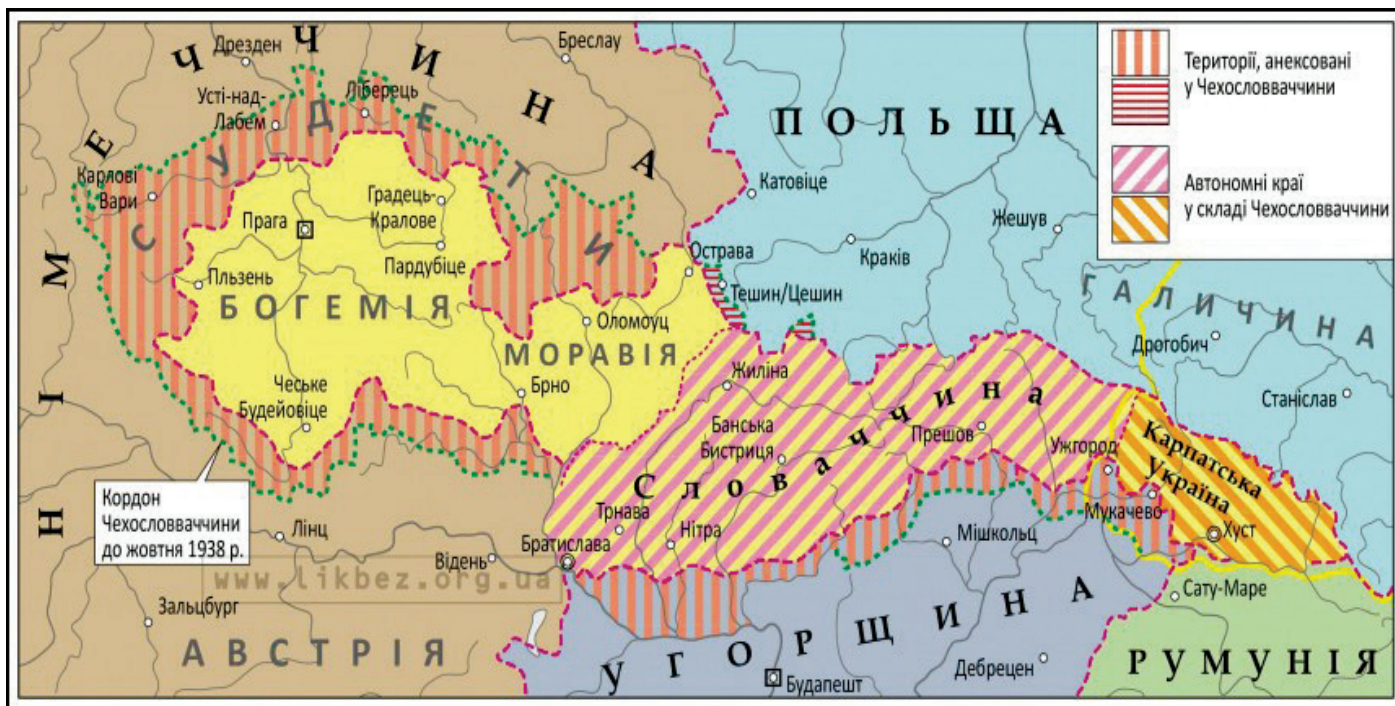 НІМЕЧЧИНА
Дрезден
Бреслау
Усті-над-
Лабем
Ліберець
СУДЕТИ
Карлові
Вари
Прага
Градець-
Кралове
Пардубіце
Пльзень
БОГЕМІЯ
МОРАВІЯ
Оломоуц
Острава
Чеське
Будейовіце
Брно
Кордон
Чехословаччини
до жовтня 1938 р.
Лінц
Відень
www.likbez.org.ua
Зальцбург
АВСТРІЯ
ПОЛЬЩА
Катовіце
Краків
Жешув
Тешин/Цешин
ГАЛИЧИНА
Дрогобич
Станіслав
Жиліна
Банська
Бистриця
Словаччина
Прешов
Ужгород
Карпатська
україна
Мукачево
Хуст
Трнава
Нітра
Братислава
Мішкольц
Сату-Маре
УГОРЩИНА
Будапешт
Дебрецен
РУМУНІЯ
Території, анексовані
у Чехословаччини
Автономні краї
у складі Чехословаччини